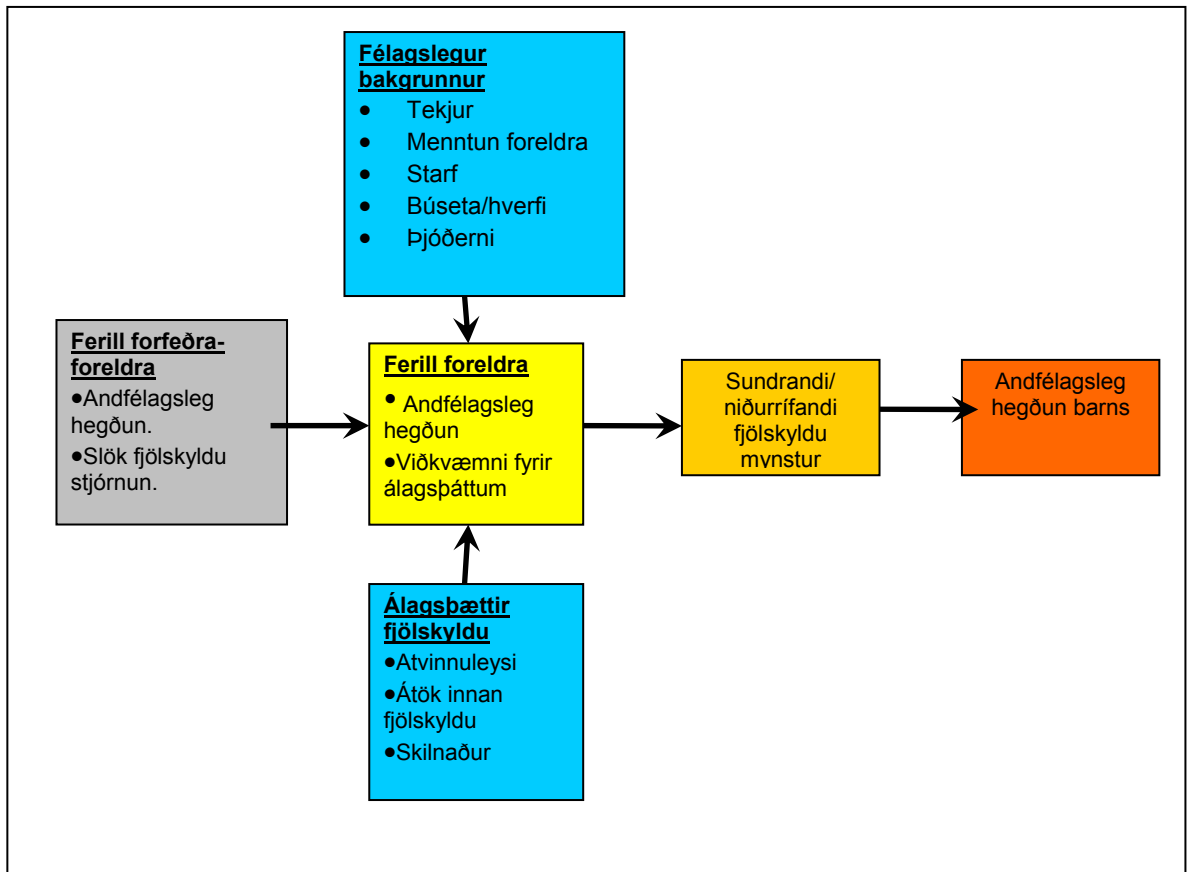 Félagslegur
bakgrunnur
• Tekjur
• Menntun foreldra
• Starf
• Búseta/hverfi
• Þjóðerni
Ferill forfeðra-
foreldra
•Andfélagsleg
hegðun.
•Slök fjölskyldu
stjórnun.
Ferill foreldra
• Andfélagsleg
hegðun
•Viðkvæmni fyrir
álagsþáttum
Sundrandi/
niðurrífandi
fjölskyldu
mynstur
Andfélagsleg
hegðun barns
Álagsþættir
fjölskyldu
•Atvinnuleysi
•Átök innan
fjölskyldu
•Skilnaður